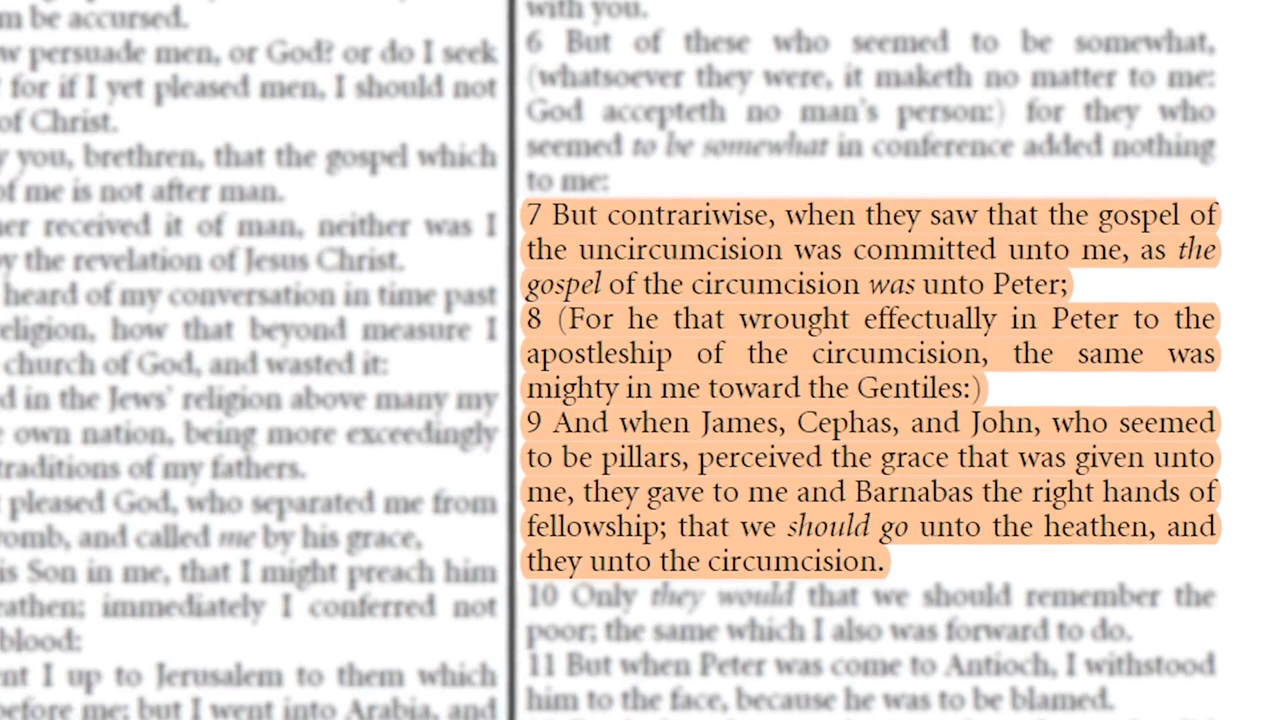 m be accursed.
w persuade men, or God? or do I seek
for if I yet pleased men, I should not
of Christ.
y you, brethren, that the gospel which
of me is not after man.
her received it of man, neither was I
y the revelation of Jesus Christ.
heard of my conversation in time past
eligion, how that beyond measure I
church of God, and wasted it:
d in the Jews' religion above many my
own nation, being more exceedingly
traditions of my fathers.
pleased God, who separated me from
omb, and called me by his grace,
is Son in me, that I might preach him
eathen; immediately I conferred not
blood:
nt I up to Jerusalem to them which
before me; but I went into Arabia, and
with you.
6 But of these who seemed to be somewhat,
(whatsoever they were, it maketh no matter to me:
God accepteth no man's person:) for they who
seemed to be somewhat in conference added nothing
to me:
7 But contrariwise, when they saw that the gospel of
the uncircumcision was committed unto me, as the
gospel of the circumcision was unto Peter;
8 (For he that wrought effectually in Peter to the
apostleship of the circumcision, the same was
mighty in me toward the Gentiles:)
9 And when James, Cephas, and John, who seemed
to be pillars, perceived the grace that was given unto
me, they gave to me and Barnabas the right hands of
fellowship; that we should go unto the heathen, and
they unto the circumcision.
10 Only they would that we should remember the
poor; the same which I also was forward to do.
11 But when Peter was come to Antioch, I withstood
him to the face, because he was to be blamed.